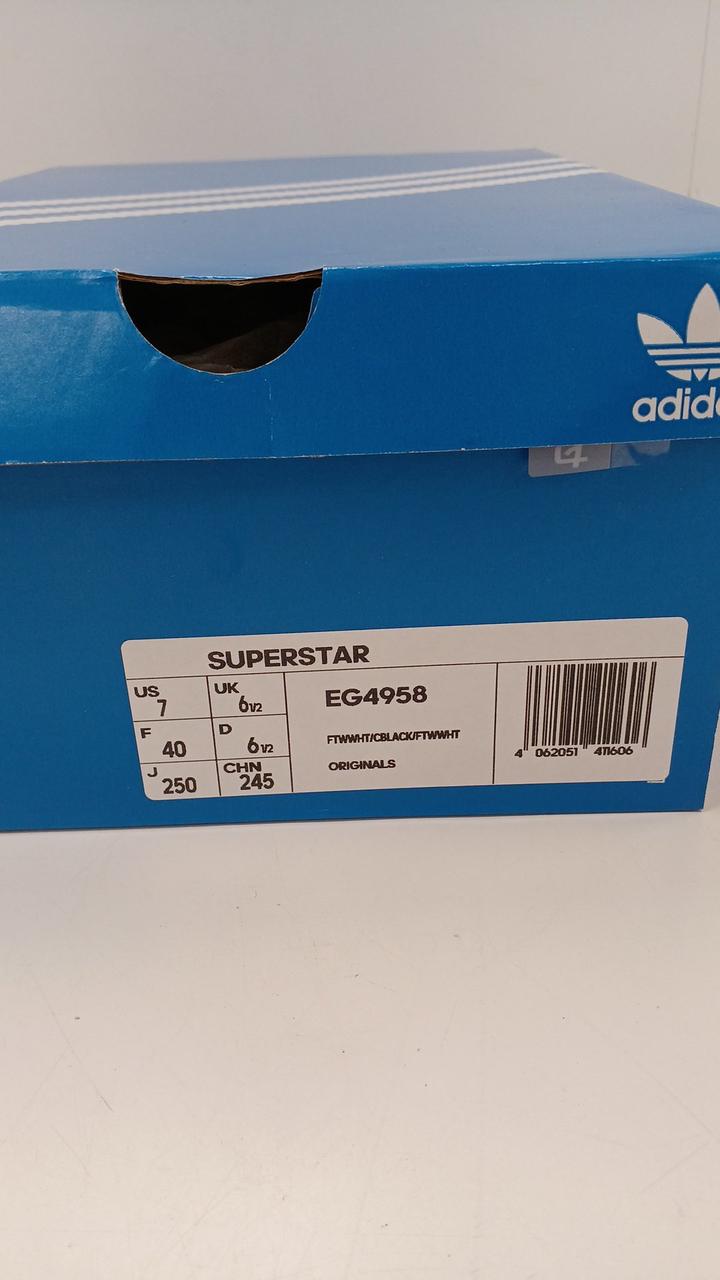 adida
SUPERSTAR
US 7
UK 6 1/2
F 40
D 6 1/2
J 250
CHN 245
EG4958
FTWWHT/CBLACK/FTWWHT
ORIGINALS
4 062051 411606